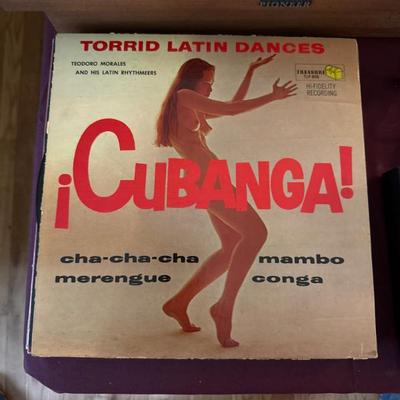 PIONEER
TORRID LATIN DANCES
TEODORO MORALES
AND HIS LATIN RHYTHMEERS
TREASURE
HI-FIDELITY
RECORDING
¡CUBANGA!
cha-cha-cha mambo
merengue conga